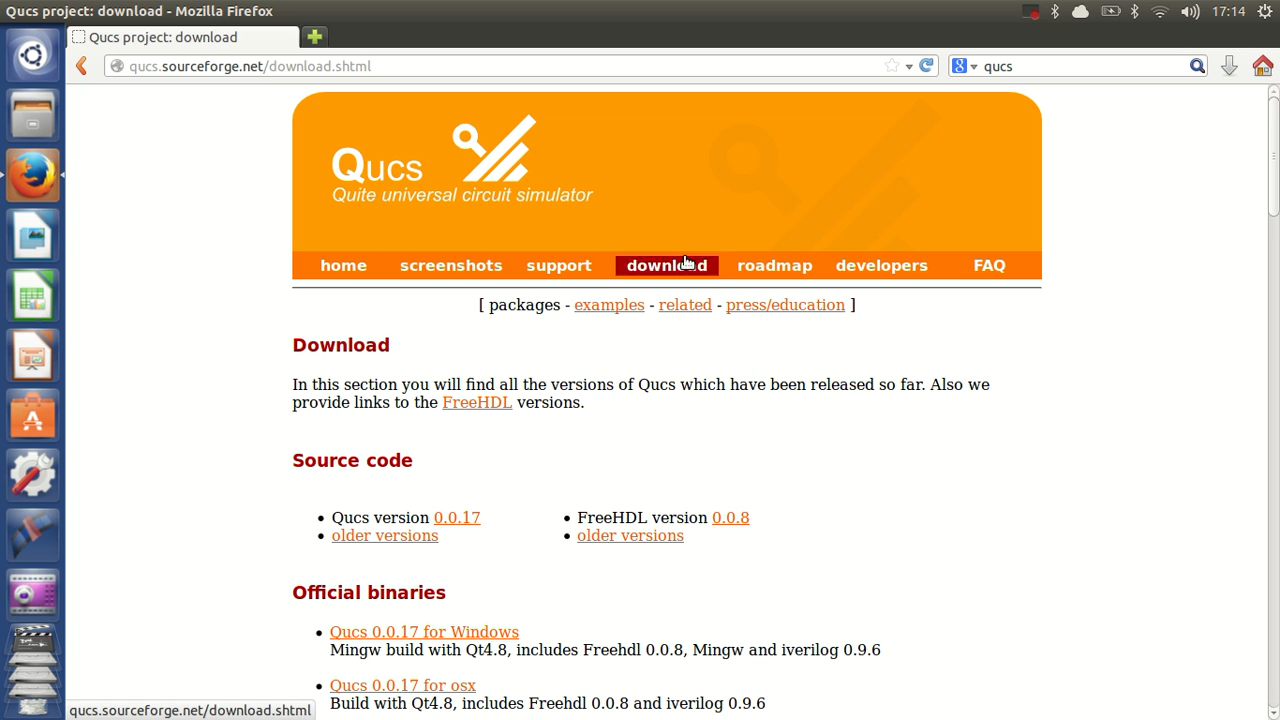 Qucs project: download - Mozilla Firefox
17:14
Qucs project: download
qucs.sourceforge.net/download.shtml
qucs
Qucs
Quite universal circuit simulator
home screenshots support download roadmap developers FAQ
[ packages - examples - related - press/education ]
Download
In this section you will find all the versions of Qucs which have been released so far. Also we
provide links to the FreeHDL versions.
Source code
• Qucs version 0.0.17
• older versions
• FreeHDL version 0.0.8
• older versions
Official binaries
• Qucs 0.0.17 for Windows
Mingw build with Qt4.8, includes Freehdl 0.0.8, Mingw and iverilog 0.9.6
• Qucs 0.0.17 for osx
Build with Qt4.8, includes Freehdl 0.0.8 and iverilog 0.9.6
qucs.sourceforge.net/download.shtml